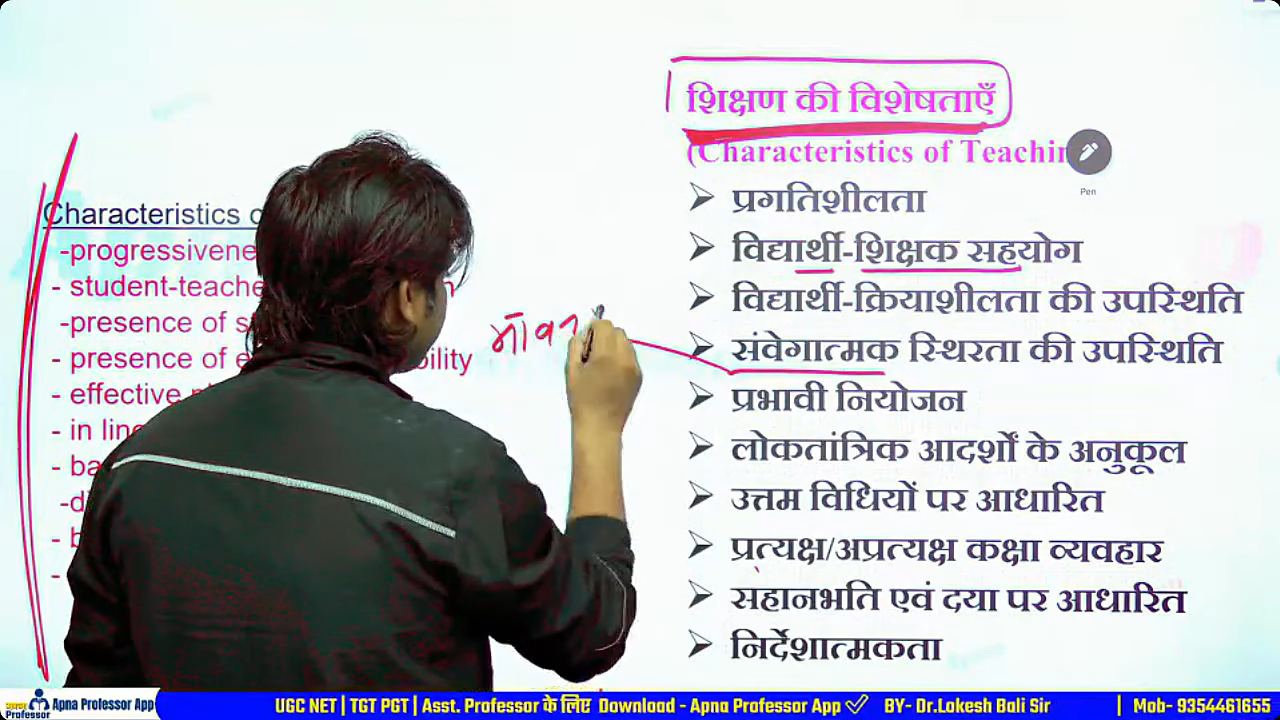 शिक्षण की विशेषताएँ
(Characteristics of Teachin
Pen
प्रगतिशीलता
विद्यार्थी-शिक्षक सहयोग
विद्यार्थी-क्रियाशीलता की उपस्थिति
संवेगात्मक स्थिरता की उपस्थिति
प्रभावी नियोजन
लोकतांत्रिक आदर्शों के अनुकूल
उत्तम विधियों पर आधारित
प्रत्यक्ष/अप्रत्यक्ष कक्षा व्यवहार
सहानभति एवं दया पर आधारित
निर्देशात्मकता
Characteristics
-progressivene
- student-teache
-presence of s
- presence of e bility
- effective
- in line
Apna Professor App
UGC NET | TGT PGT | Asst. Professor के लिए Download - Apna Professor App BY- Dr.Lokesh Bali Sir | Mob- 9354461655